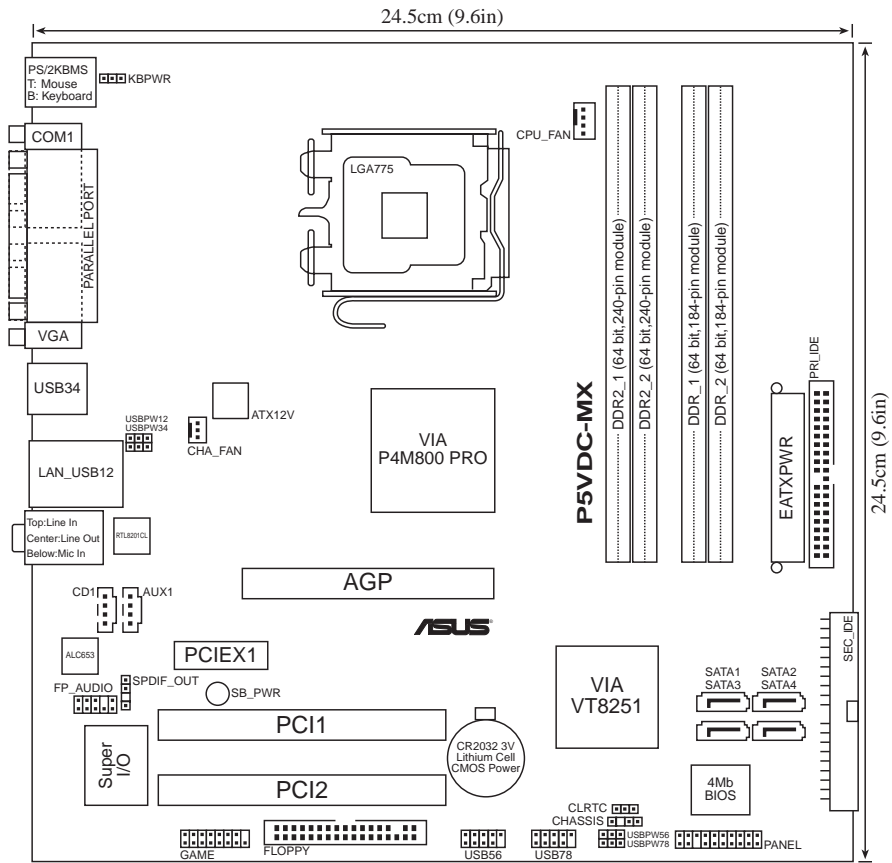 24.5cm (9.6in)
PS/2KBMS
T: Mouse
B: Keyboard
KBPWR
COM1
PARALLEL PORT
VGA
CPU_FAN
LGA775
DDR2_1 (64 bit,240-pin module)
DDR2_2 (64 bit,240-pin module)
DDR_1 (64 bit,184-pin module)
DDR_2 (64 bit,184-pin module)
PRI_IDE
24.5cm (9.6in)
USB34
ATX12V
USBPW12
USBPW34
CHA_FAN
VIA
P4M800 PRO
P5VDC-MX
EATXPWR
LAN_USB12
Top:Line In
Center:Line Out
Below:Mic In
RTL8201CL
AGP
CD1
AUX1
ASUS
SEC_IDE
ALC653
PCIEX1
VIA
VT8251
SATA1
SATA2
SATA3
SATA4
FP_AUDIO
SPDIF_OUT
SB_PWR
PCI1
CR2032 3V
Lithium Cell
CMOS Power
Super
I/O
PCI2
4Mb
BIOS
CLRTC
CHASSIS
USBPW56
USBPW78
GAME
FLOPPY
USB56
USB78
PANEL